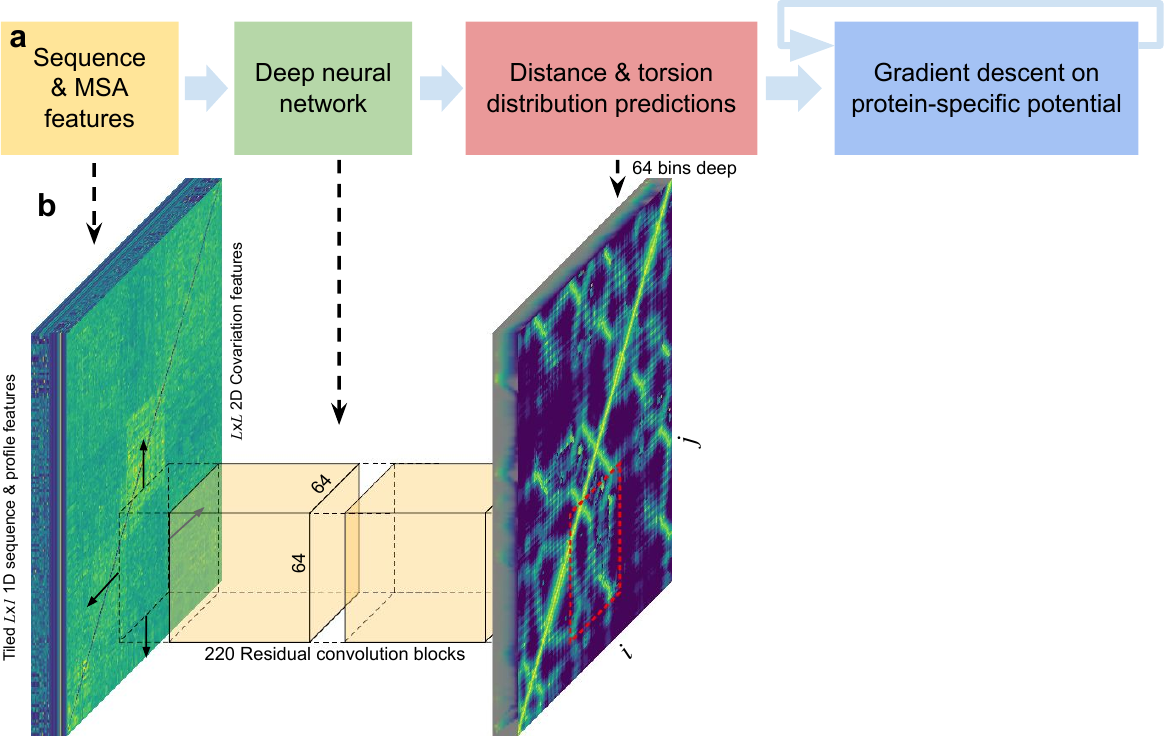 a
Sequence
& MSA
features
Deep neural
network
Distance & torsion
distribution predictions
Gradient descent on
protein-specific potential
64 bins deep
b
LxL 2D Covariation features
Tiled Lx1 1D sequence & profile features
64
64
220 Residual convolution blocks
j
i